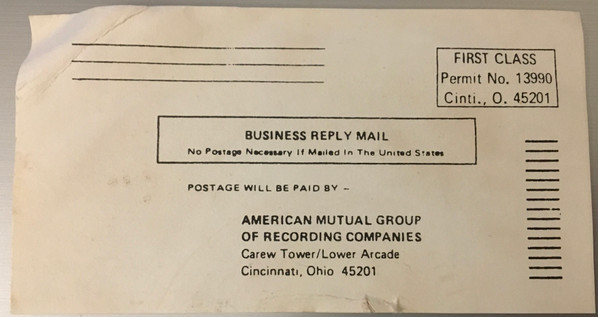 FIRST CLASS
Permit No. 13990
Cinti., O. 45201
BUSINESS REPLY MAIL
No Postage Necessary If Mailed In The United States
POSTAGE WILL BE PAID BY –
AMERICAN MUTUAL GROUP
OF RECORDING COMPANIES
Carew Tower/Lower Arcade
Cincinnati, Ohio 45201